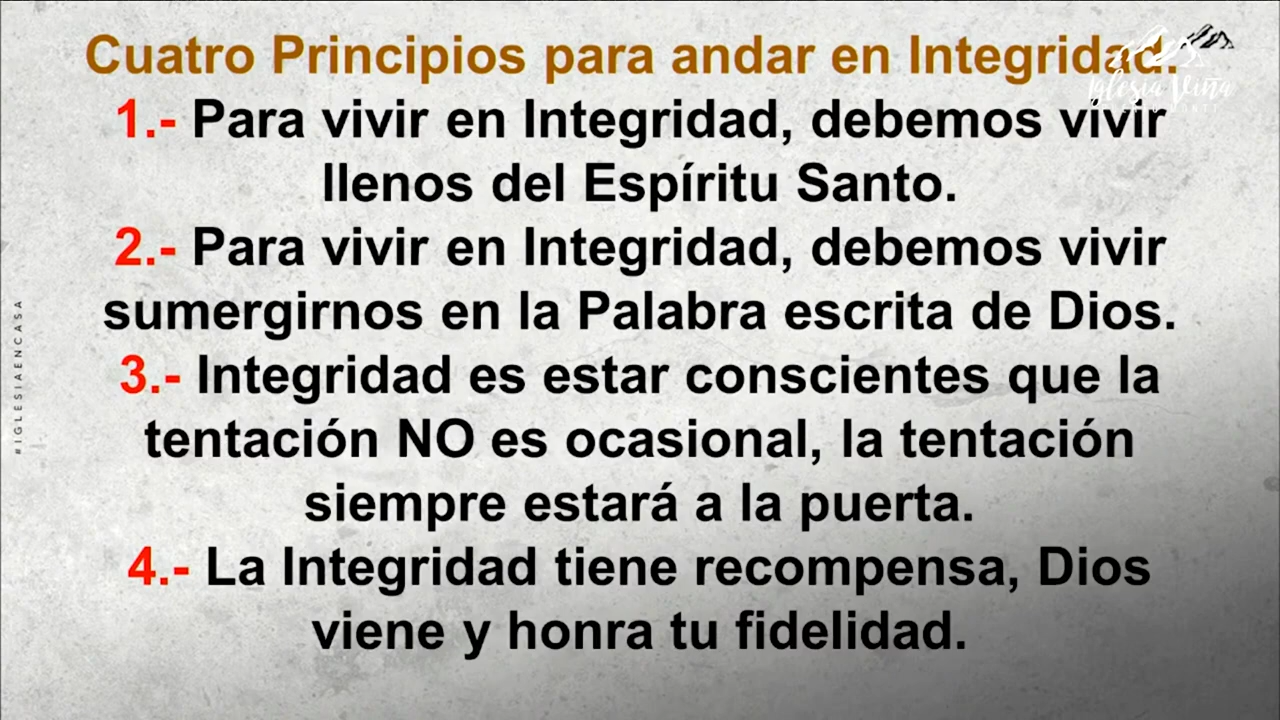 Cuatro Principios para andar en Integridad.
1.- Para vivir en Integridad, debemos vivir
llenos del Espíritu Santo.
2.- Para vivir en Integridad, debemos vivir
sumergirnos en la Palabra escrita de Dios.
3.- Integridad es estar conscientes que la
tentación NO es ocasional, la tentación
siempre estará a la puerta.
4.- La Integridad tiene recompensa, Dios
viene y honra tu fidelidad.
Iglesia Viña
#IGLESIAENCASA